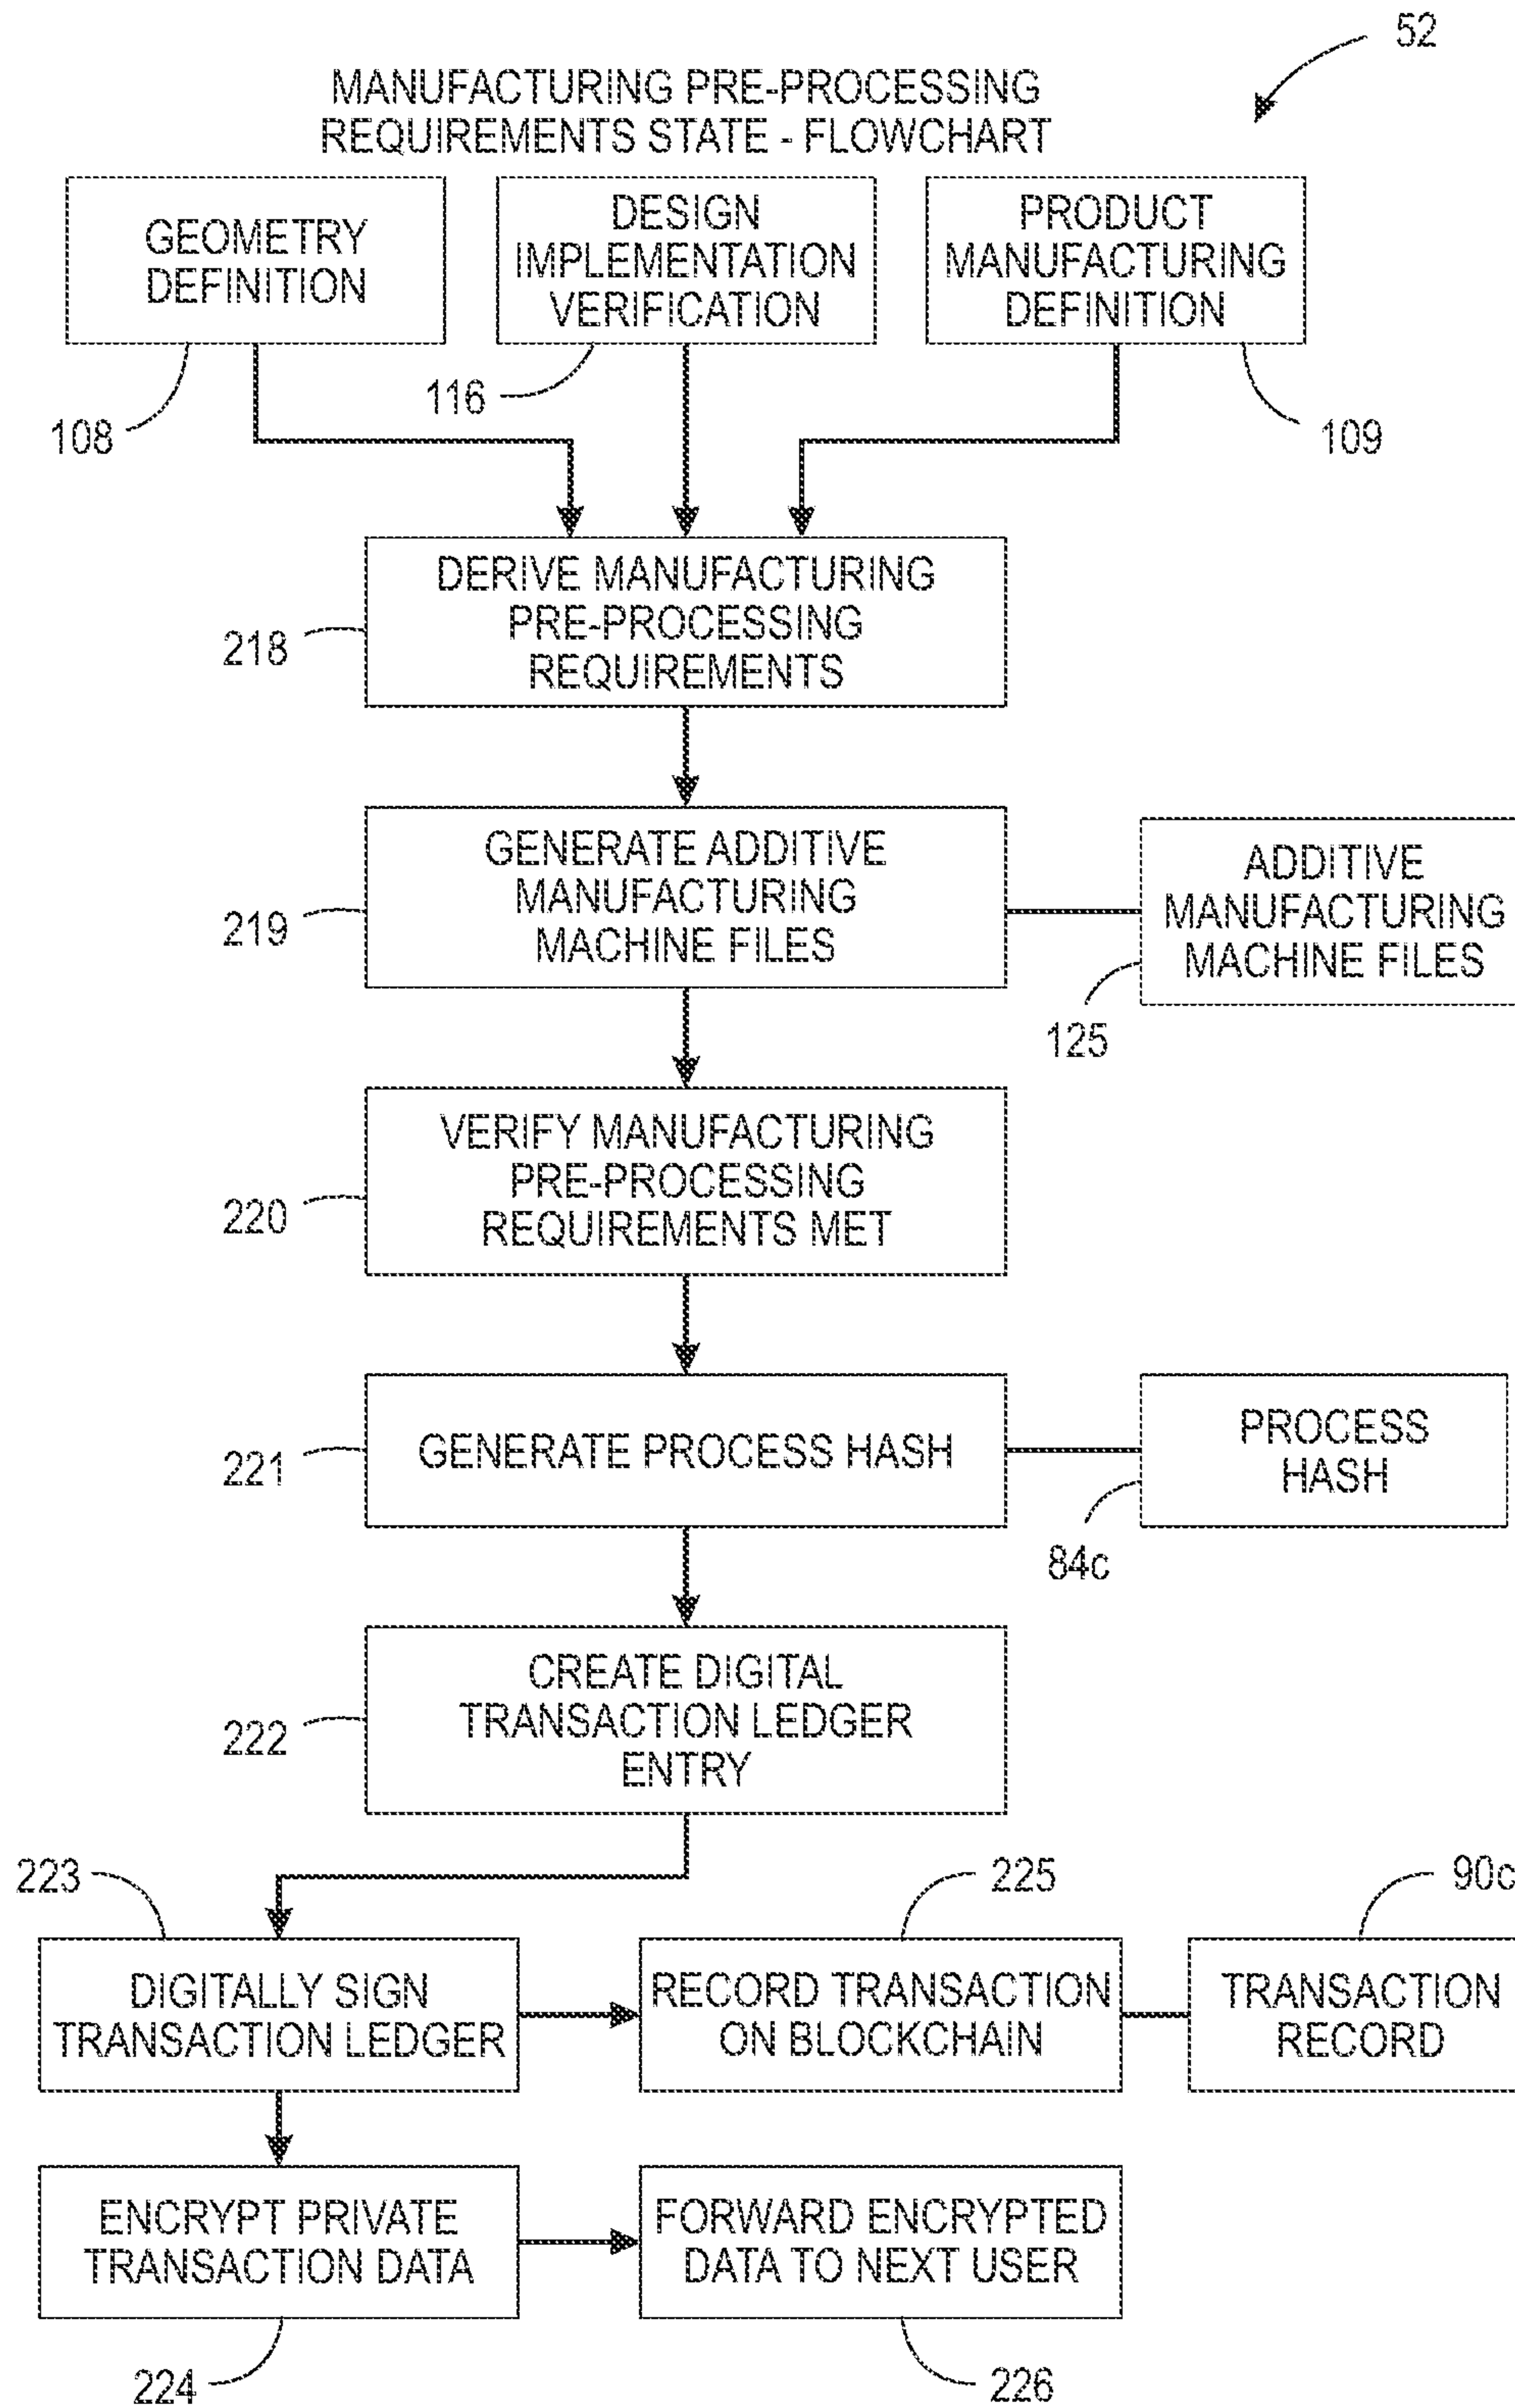 52
MANUFACTURING PRE-PROCESSING
REQUIREMENTS STATE - FLOWCHART
GEOMETRY
DEFINITION
DESIGN
IMPLEMENTATION
VERIFICATION
PRODUCT
MANUFACTURING
DEFINITION
108
116
109
DERIVE MANUFACTURING
PRE-PROCESSING
REQUIREMENTS
218
GENERATE ADDITIVE
MANUFACTURING
MACHINE FILES
219
ADDITIVE
MANUFACTURING
MACHINE FILES
125
VERIFY MANUFACTURING
PRE-PROCESSING
REQUIREMENTS MET
220
GENERATE PROCESS HASH
221
PROCESS
HASH
84c
CREATE DIGITAL
TRANSACTION LEDGER
ENTRY
222
223
225
90c
DIGITALLY SIGN
TRANSACTION LEDGER
RECORD TRANSACTION
ON BLOCKCHAIN
TRANSACTION
RECORD
ENCRYPT PRIVATE
TRANSACTION DATA
FORWARD ENCRYPTED
DATA TO NEXT USER
224
226